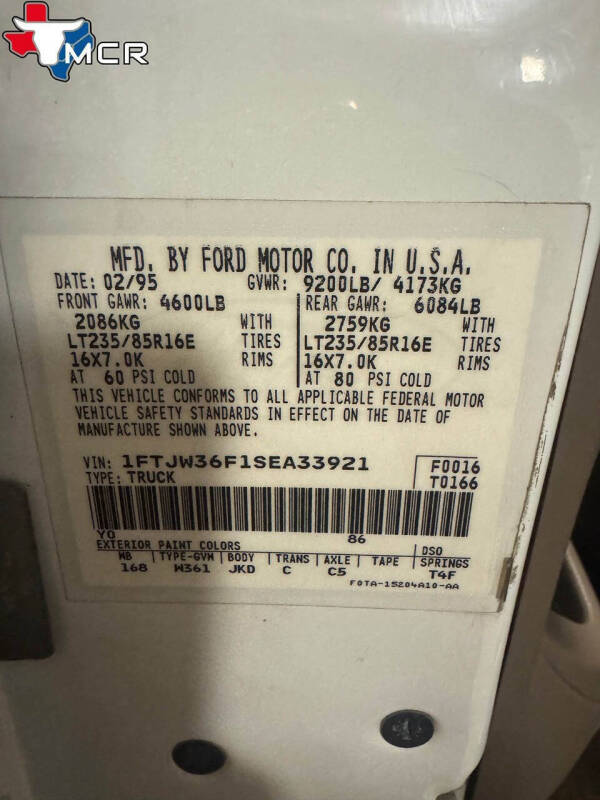 MCR
MFD. BY FORD MOTOR CO. IN U.S.A.
DATE: 02/95 GVWR: 9200LB/ 4173KG
FRONT GAWR: 4600LB REAR GAWR: 6084LB
2086KG WITH 2759KG WITH
LT235/85R16E TIRES LT235/85R16E TIRES
16X7.0K RIMS 16X7.0K RIMS
AT 60 PSI COLD AT 80 PSI COLD
THIS VEHICLE CONFORMS TO ALL APPLICABLE FEDERAL MOTOR
VEHICLE SAFETY STANDARDS IN EFFECT ON THE DATE OF
MANUFACTURE SHOWN ABOVE.
VIN: 1FTJW36F1SEA33921 F0016
TYPE: TRUCK T0166
YO 86
EXTERIOR PAINT COLORS DSO
WB TYPE-GVM BODY TRANS AXLE TAPE SPRINGS
168 W361 JKD C C5 T4F
F0TA-15204A10-AA